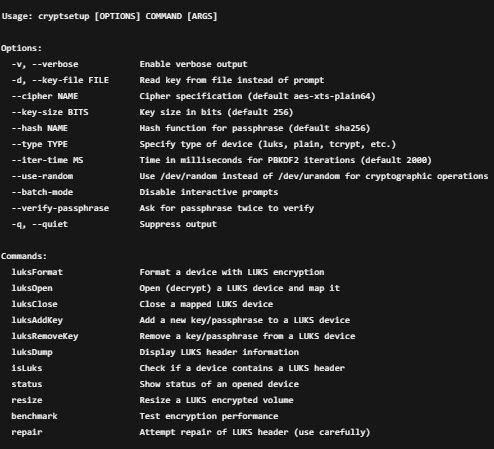 Usage: cryptsetup [OPTIONS] COMMAND [ARGS]

Options:
  -v, --verbose           Enable verbose output
  -d, --key-file FILE     Read key from file instead of prompt
  --cipher NAME           Cipher specification (default aes-xts-plain64)
  --key-size BITS         Key size in bits (default 256)
  --hash NAME             Hash function for passphrase (default sha256)
  --type TYPE             Specify type of device (luks, plain, tcrypt, etc.)
  --iter-time MS          Time in milliseconds for PBKDF2 iterations (default 2000)
  --use-random            Use /dev/random instead of /dev/urandom for cryptographic operations
  --batch-mode            Disable interactive prompts
  --verify-passphrase     Ask for passphrase twice to verify
  -q, --quiet             Suppress output

Commands:
  luksFormat              Format a device with LUKS encryption
  luksOpen                Open (decrypt) a LUKS device and map it
  luksClose               Close a mapped LUKS device
  luksAddKey              Add a new key/passphrase to a LUKS device
  luksRemoveKey           Remove a key/passphrase from a LUKS device
  luksDump                Display LUKS header information
  isLuks                  Check if a device contains a LUKS header
  status                  Show status of an opened device
  resize                  Resize a LUKS encrypted volume
  benchmark               Test encryption performance
  repair                  Attempt repair of LUKS header (use carefully)